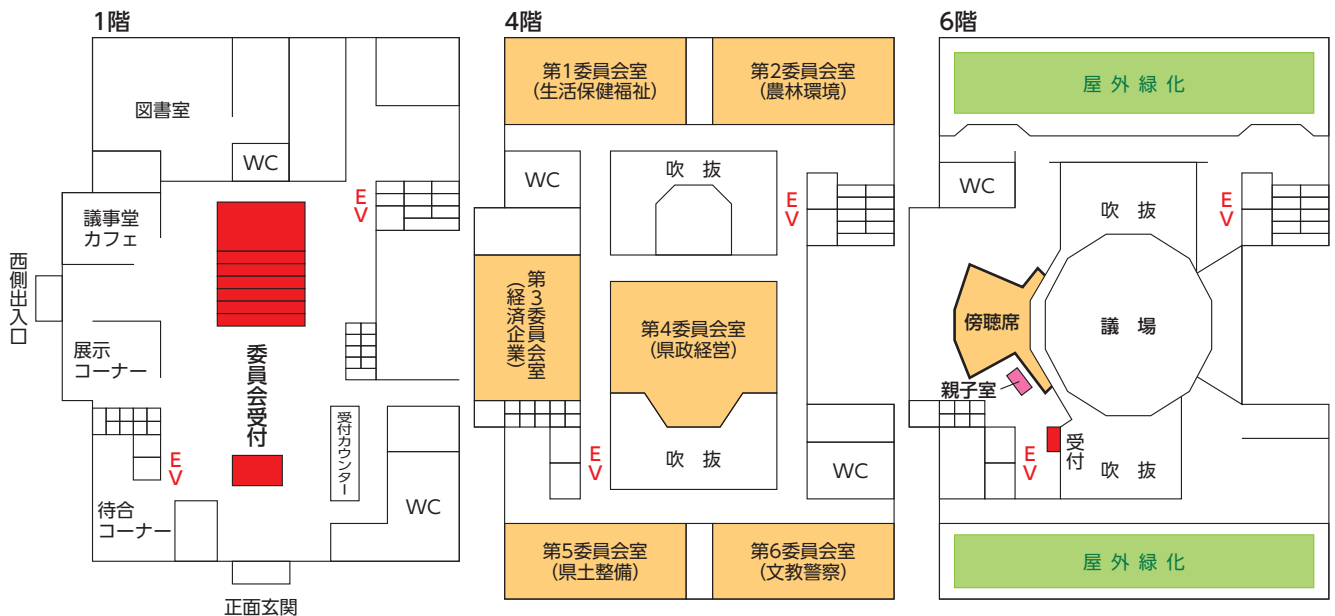 1階
図書室
WC
EV
議事堂
カフェ
西側出入口
展示
コーナー
委員会受付
受付カウンター
EV
待合
コーナー
WC
正面玄関
4階
第1委員会室
(生活保健福祉)
第2委員会室
(農林環境)
WC
吹抜
EV
第3委員会室
(経済企業)
第4委員会室
(県政経営)
EV
吹抜
WC
第5委員会室
(県土整備)
第6委員会室
(文教警察)
6階
屋外緑化
WC
吹抜
EV
傍聴席
議場
親子室
受付
EV
吹抜
屋外緑化